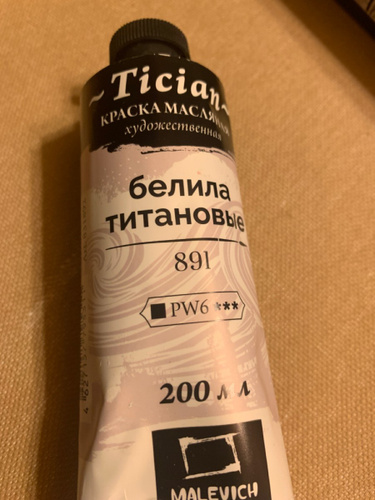 ~Tician~
КРАСКА МАСЛЯНАЯ
художественная
белила
титановые
891
PW6 ***
200 мл
MALEVICH